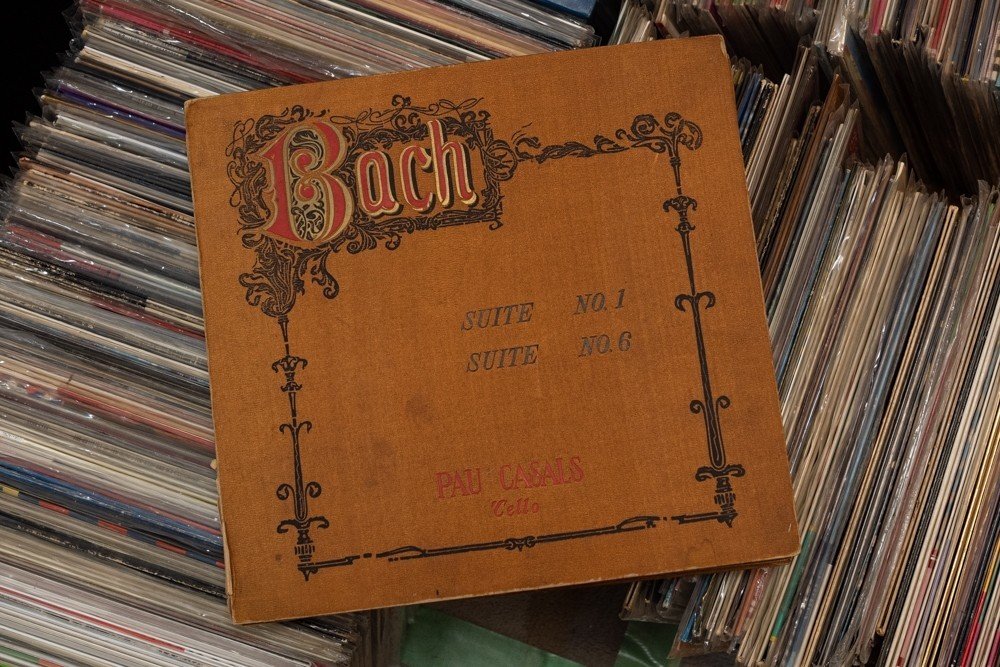 Bach
SUITE NO. 1
SUITE NO. 6
PAU CASALS
Cello